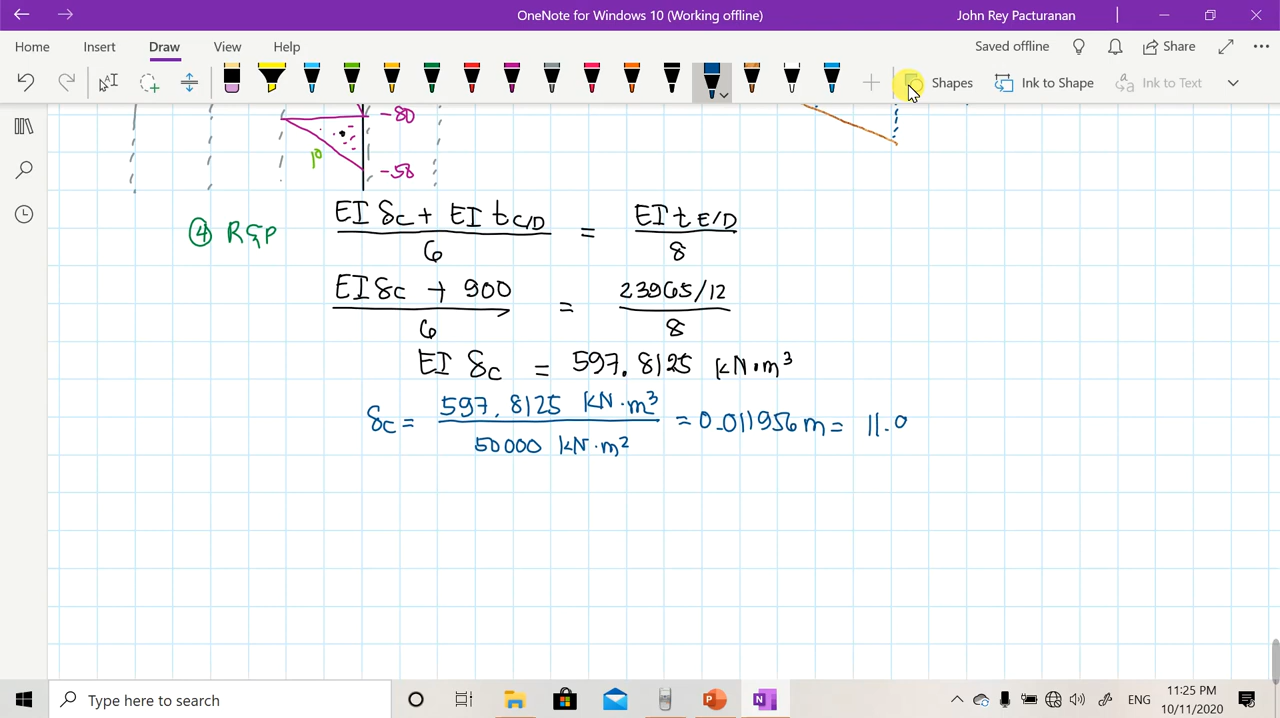 OneNote for Windows 10 (Working offline)
John Rey Pacturanan
Home Insert Draw View Help
Saved offline
Share
Shapes
Ink to Shape
Ink to Text
-80
10
-58
④ R&P
EI δc + EI t C/D / 6 = EI t E/D / 8
EI δc + 900 / 6 = 23965/12 / 8
EI δc = 597.8125 kN·m³
δc = 597.8125 kN·m³ / 50000 kN·m² = 0.011956 m = 11.0
Type here to search
ENG
11:25 PM
10/11/2020